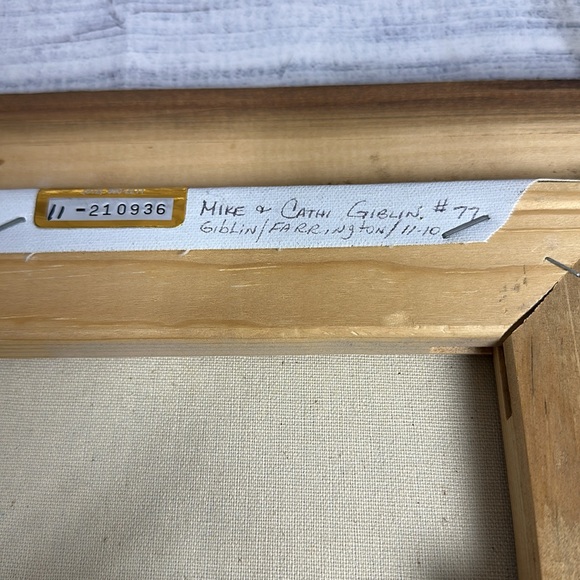 11 -210936
MIKE & CATHI GIBLIN, #77
GIBLIN/FARRINgtoN/11-10